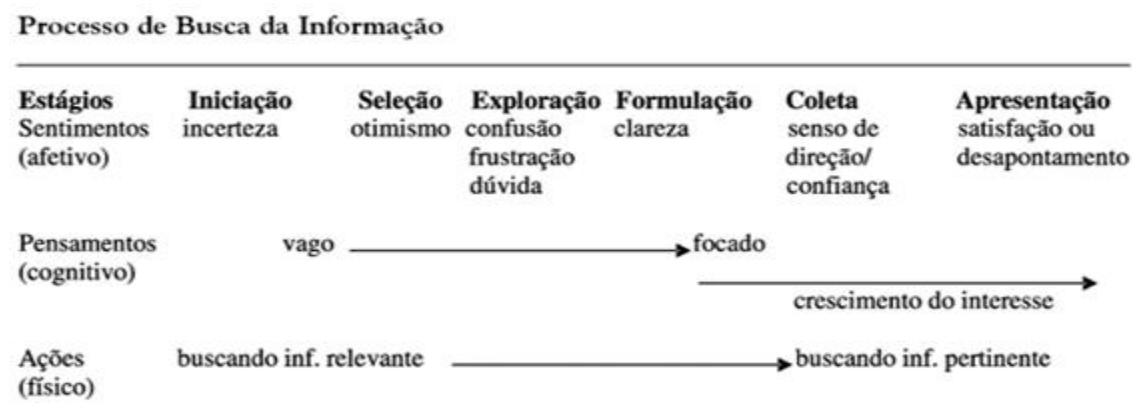 Processo de Busca da Informação
Estágios Iniciação Seleção Exploração Formulação Coleta Apresentação
Sentimentos incerteza otimismo confusão clareza senso de satisfação ou
(afetivo) frustração direção/ desapontamento
dúvida confiança
Pensamentos vago focado
(cognitivo)
crescimento do interesse
Ações buscando inf. relevante buscando inf. pertinente
(físico)